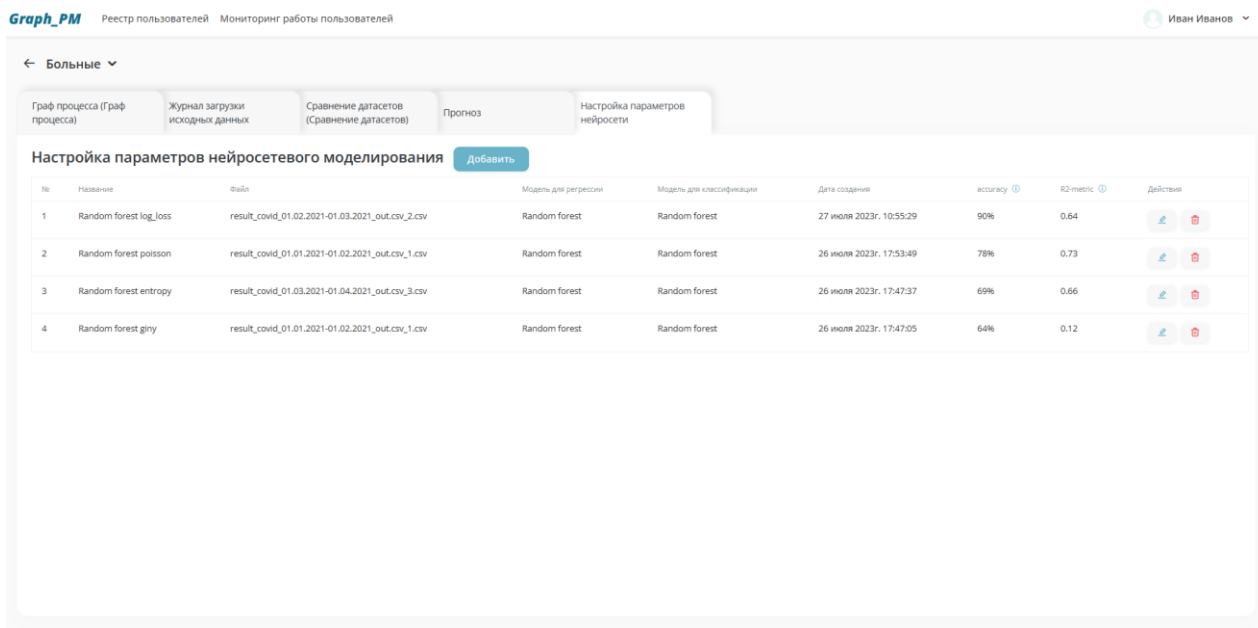 Graph_PM Реестр пользователей Мониторинг работы пользователей Иван Иванов
Больные
Граф процесса (Граф процесса)
Журнал загрузки исходных данных
Сравнение датасетов (Сравнение датасетов)
Прогноз
Настройка параметров нейросети
Настройка параметров нейросетевого моделирования Добавить
№ Название Файл Модель для регрессии Модель для классификации Дата создания accuracy R2-metric Действия
1 Random forest log_loss result_covid_01.02.2021-01.03.2021_out.csv_2.csv Random forest Random forest 27 июля 2023г. 10:55:29 90% 0.64
2 Random forest poisson result_covid_01.01.2021-01.02.2021_out.csv_1.csv Random forest Random forest 26 июля 2023г. 17:53:49 78% 0.73
3 Random forest entropy result_covid_01.03.2021-01.04.2021_out.csv_3.csv Random forest Random forest 26 июля 2023г. 17:47:37 69% 0.66
4 Random forest giny result_covid_01.01.2021-01.02.2021_out.csv_1.csv Random forest Random forest 26 июля 2023г. 17:47:05 64% 0.12